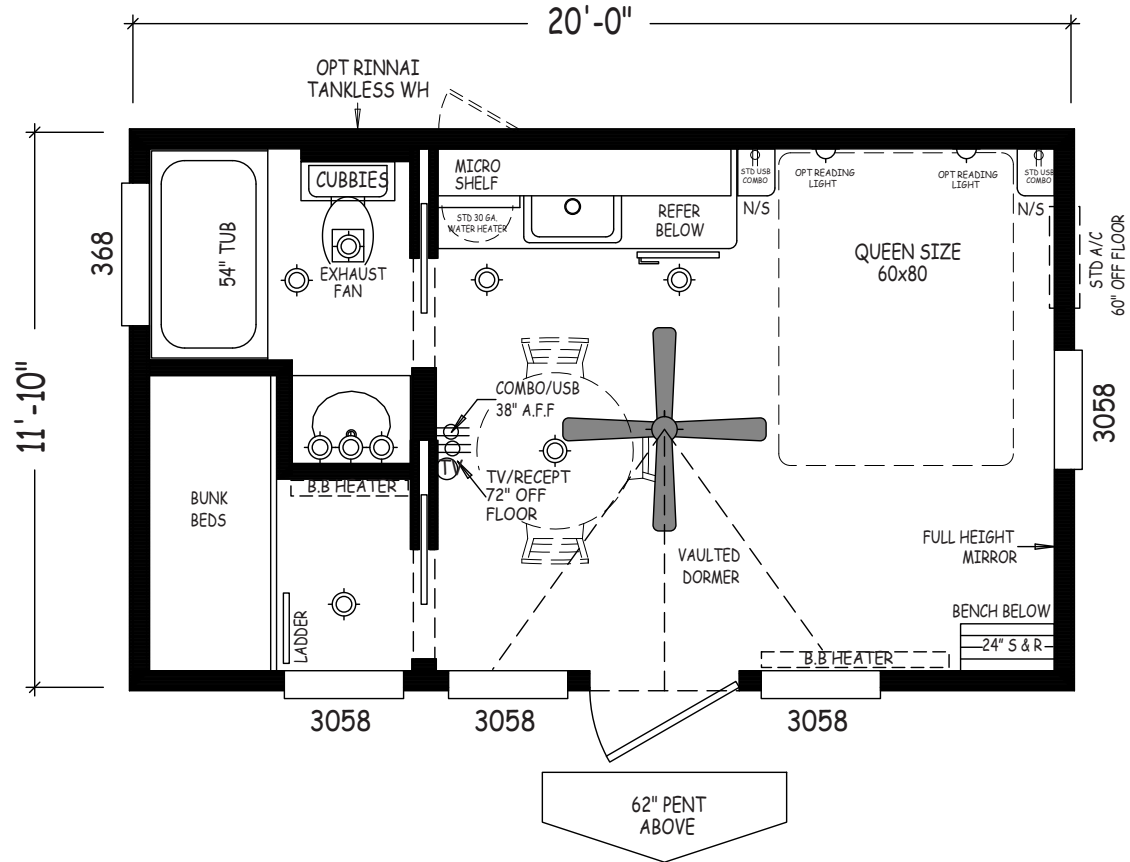 20'-0"
OPT RINNAI
TANKLESS WH
CUBBIES
MICRO
SHELF
STD USB
COMBO
OPT READING
LIGHT
OPT READING
LIGHT
STD USB
COMBO
N/S
N/S
STD 30 GA.
WATER HEATER
REFER
BELOW
368
54" TUB
EXHAUST
FAN
QUEEN SIZE
60x80
STD A/C
60" OFF FLOOR
11'-10"
COMBO/USB
38" A.F.F
3058
TV
TV/RECEPT
72" OFF
FLOOR
B.B HEATER
BUNK
BEDS
FULL HEIGHT
MIRROR
VAULTED
DORMER
LADDER
BENCH BELOW
24" S & R
B.B HEATER
3058
3058
3058
62" PENT
ABOVE